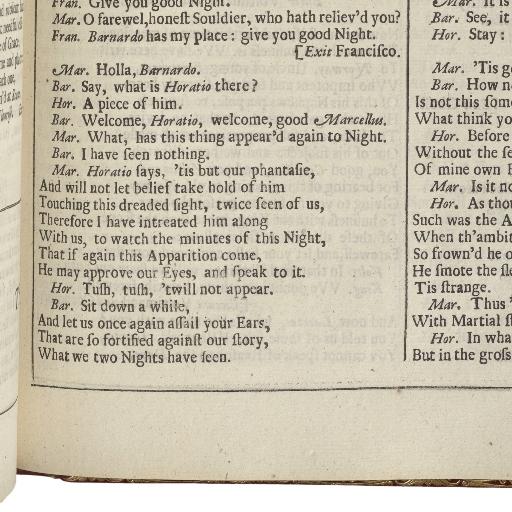 Fran. Give you good Night.
Mar. O farewel, honeſt Souldier, who hath reliev'd you?
Fran. Barnardo has my place: give you good Night.
[Exit Franciſco.
Mar. Holla, Barnardo.
Bar. Say, what is Horatio there?
Hor. A piece of him.
Bar. Welcome, Horatio, welcome, good Marcellus.
Mar. What, has this thing appear'd again to Night.
Bar. I have ſeen nothing.
Mar. Horatio ſays, 'tis but our phantaſie,
And will not let belief take hold of him
Touching this dreaded ſight, twice ſeen of us,
Therefore I have intreated him along
With us, to watch the minutes of this Night,
That if again this Apparition come,
He may approve our Eyes, and ſpeak to it.
Hor. Tuſh, tuſh, 'twill not appear.
Bar. Sit down a while,
And let us once again aſſail your Ears,
That are ſo fortified againſt our ſtory,
What we two Nights have ſeen.
Mar. It is
Bar. See, it
Hor. Stay:
Mar. 'Tis
Bar. How
Is not this
What think
Hor. Before
Without the
Of mine own
Mar. Is it
Hor. As
Such was the
When th'
So frown'd he
He ſmote the
Tis ſtrange.
Mar. Thus
With Martial
Hor. In
But in the groſs